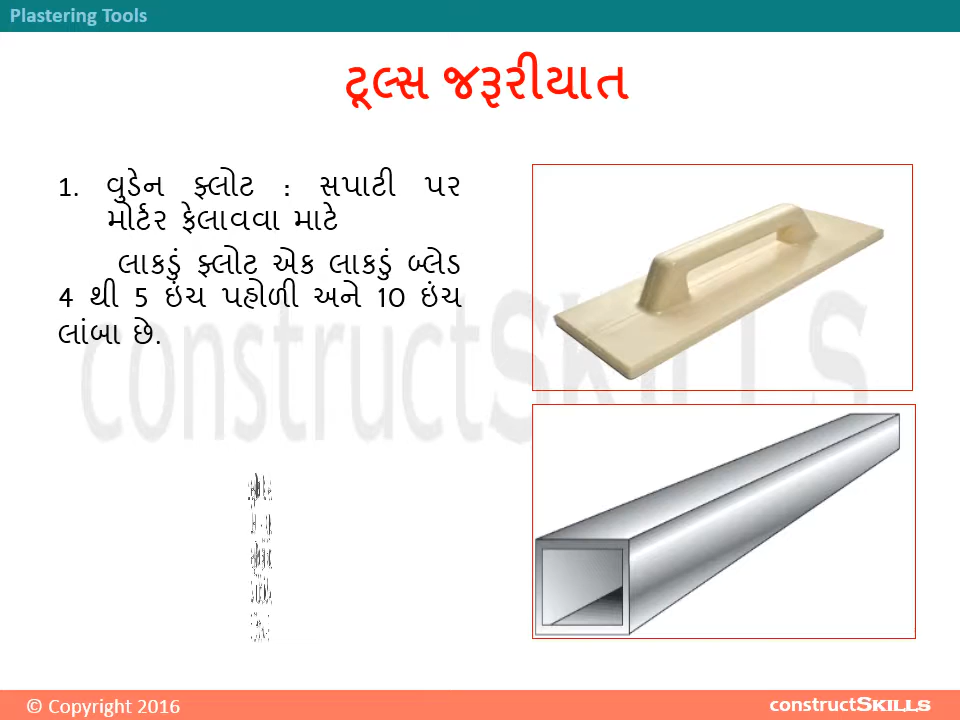 Plastering Tools
ટૂલ્સ જરૂરીયાત
1. વુડેન ફ્લોટ : સપાટી પર
મોર્ટર ફેલાવવા માટે
લાકડું ફ્લોટ એક લાકડું બ્લેડ
4 થી 5 ઇંચ પહોળી અને 10 ઇંચ
લાંબા છે.
constructSKILLS
© Copyright 2016
constructSKILLS